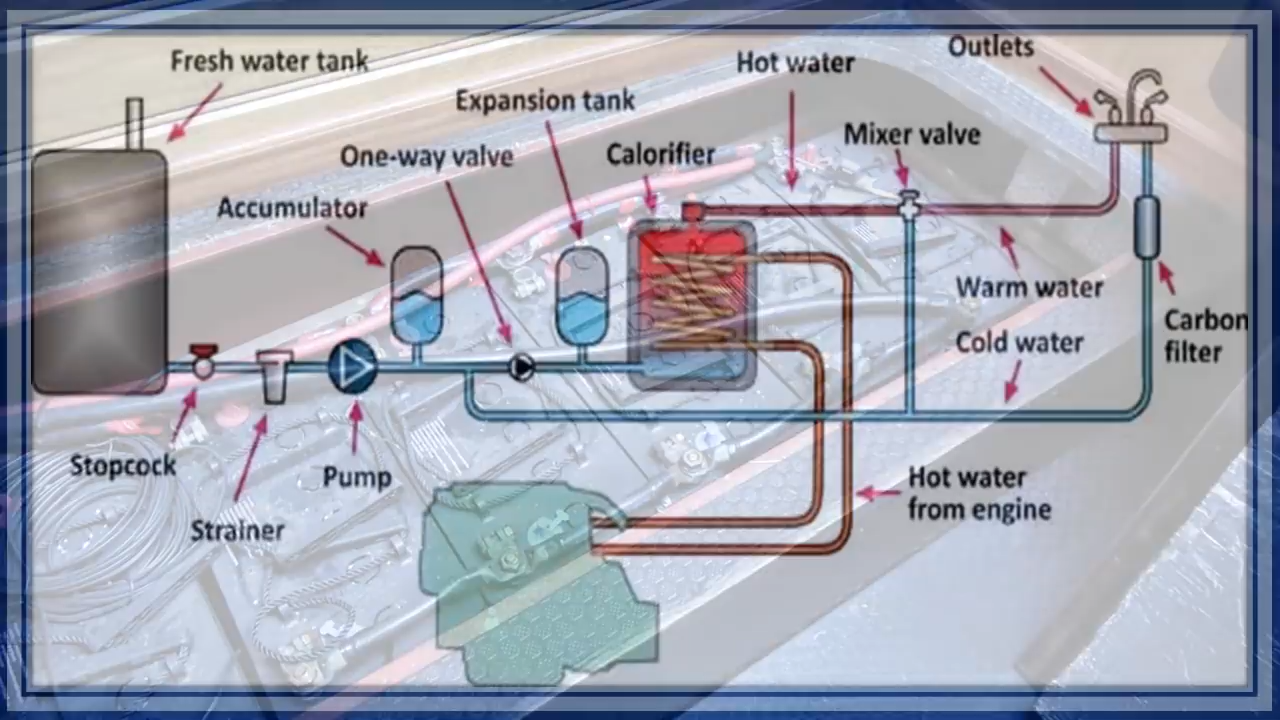 Fresh water tank
Expansion tank
One-way valve
Accumulator
Calorifier
Hot water
Mixer valve
Outlets
Warm water
Cold water
Carbon
filter
Stopcock
Strainer
Pump
Hot water
from engine